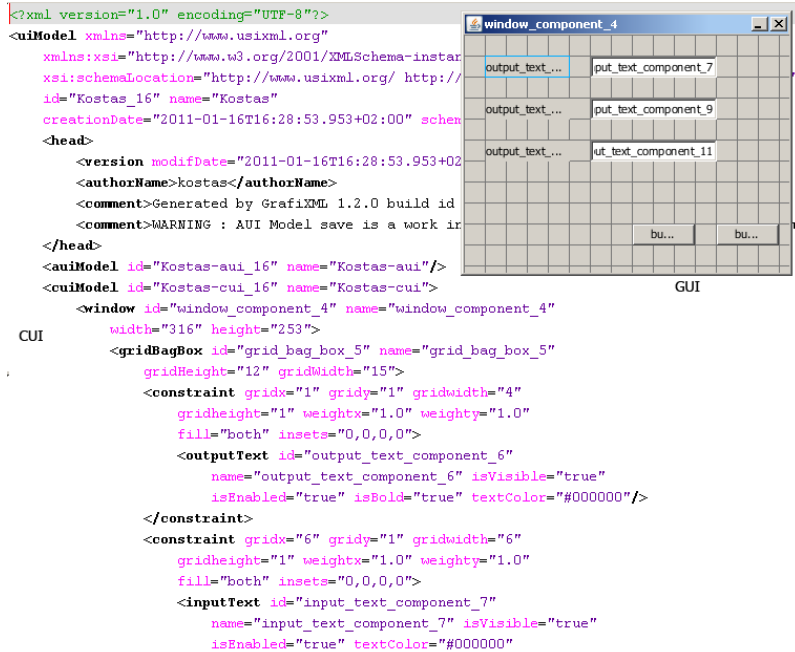 <?xml version="1.0" encoding="UTF-8"?>
<uiModel xmlns="http://www.usixml.org"
xmlns:xsi="http://www.w3.org/2001/XMLSchema-instan
xsi:schemaLocation="http://www.usixml.org/ http://
id="Kostas_16" name="Kostas"
creationDate="2011-01-16T16:28:53.953+02:00" schem
<head>
<version modifDate="2011-01-16T16:28:53.953+02
<authorName>kostas</authorName>
<comment>Generated by GrafiXML 1.2.0 build id
<comment>WARNING : AUI Model save is a work in
</head>
<auiModel id="Kostas-aui_16" name="Kostas-aui"/>
<cuiModel id="Kostas-cui_16" name="Kostas-cui">
<window id="window_component_4" name="window_component_4"
width="316" height="253">
<gridBagBox id="grid_bag_box_5" name="grid_bag_box_5"
gridHeight="12" gridWidth="15">
<constraint gridx="1" gridy="1" gridwidth="4"
gridheight="1" weightx="1.0" weighty="1.0"
fill="both" insets="0,0,0,0">
<outputText id="output_text_component_6"
name="output_text_component_6" isVisible="true"
isEnabled="true" isBold="true" textColor="#000000"/>
</constraint>
<constraint gridx="6" gridy="1" gridwidth="6"
gridheight="1" weightx="1.0" weighty="1.0"
fill="both" insets="0,0,0,0">
<inputText id="input_text_component_7"
name="input_text_component_7" isVisible="true"
isEnabled="true" textColor="#000000"
CUI
window_component_4
output_text_... put_text_component_7
output_text_... put_text_component_9
output_text_... ut_text_component_11
bu... bu...
GUI